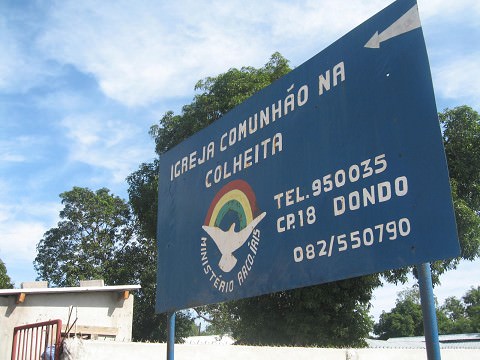 IGREJA COMUNHÃO NA
COLHEITA
TEL. 950035
CP. 18 DONDO
082/550790
MINISTÉRIO ARCO.ÍRIS